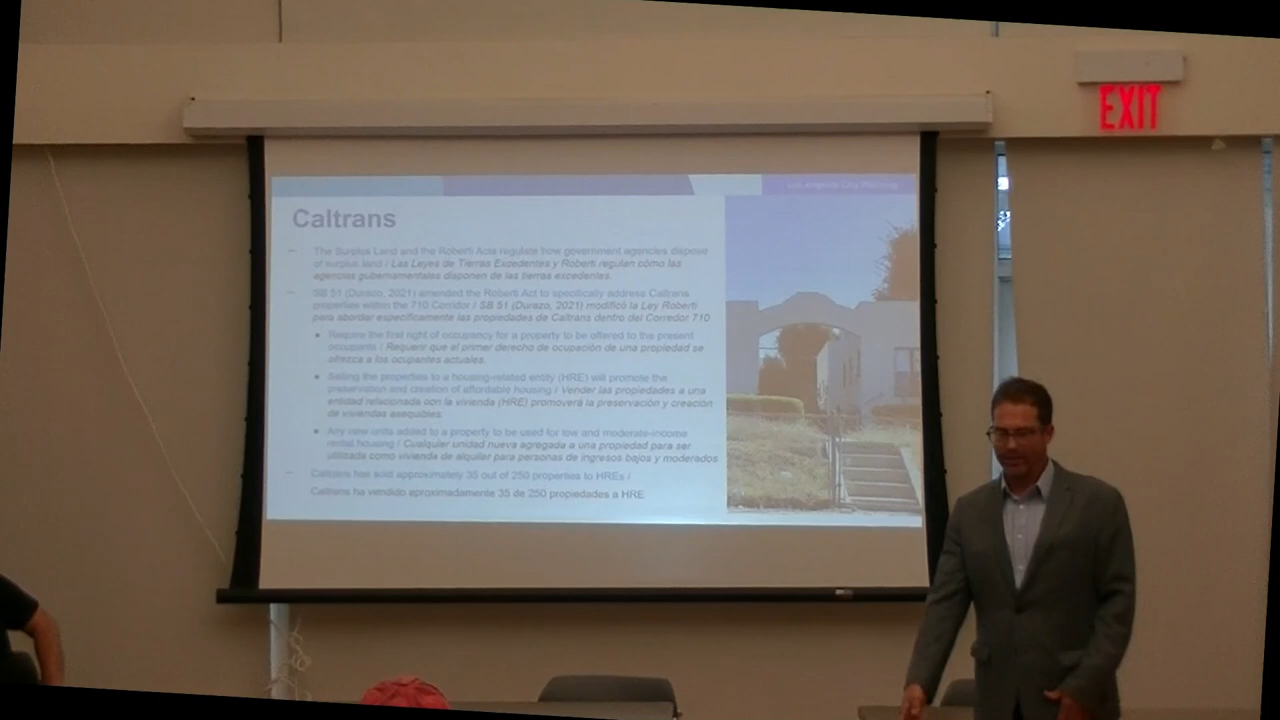 EXIT
Los Angeles City Planning
Caltrans
– The Surplus Land and the Roberti Acts regulate how government agencies dispose
of surplus land / Las Leyes de Tierras Excedentes y Roberti regulan cómo las
agencias gubernamentales disponen de las tierras excedentes.
– SB 51 (Durazo, 2021) amended the Roberti Act to specifically address Caltrans
properties within the 710 Corridor / SB 51 (Durazo, 2021) modificó la Ley Roberti
para abordar específicamente las propiedades de Caltrans dentro del Corredor 710
• Require the first right of occupancy for a property to be offered to the present
occupants / Requerir que el primer derecho de ocupación de una propiedad se
ofrezca a los ocupantes actuales.
• Selling the properties to a housing-related entity (HRE) will promote the
preservation and creation of affordable housing / Vender las propiedades a una
entidad relacionada con la vivienda (HRE) promoverá la preservación y creación
de viviendas asequibles.
• Any new units added to a property to be used for low and moderate-income
rental housing / Cualquier unidad nueva agregada a una propiedad para ser
utilizada como vivienda de alquiler para personas de ingresos bajos y moderados
– Caltrans has sold approximately 35 out of 250 properties to HREs /
Caltrans ha vendido aproximadamente 35 de 250 propiedades a HRE